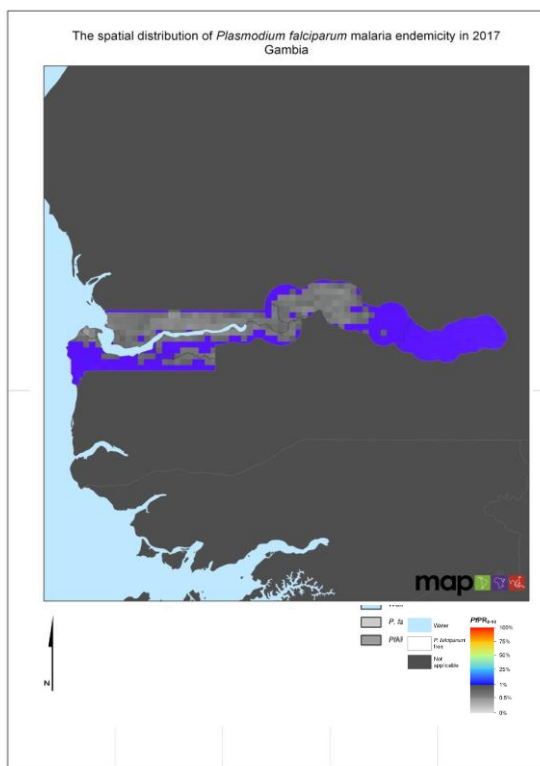 The spatial distribution of Plasmodium falciparum malaria endemicity in 2017
Gambia
map
N
P. fa
Water
P. falciparum
free
Not
applicable
100%
75%
50%
25%
1%
0.5%
0%